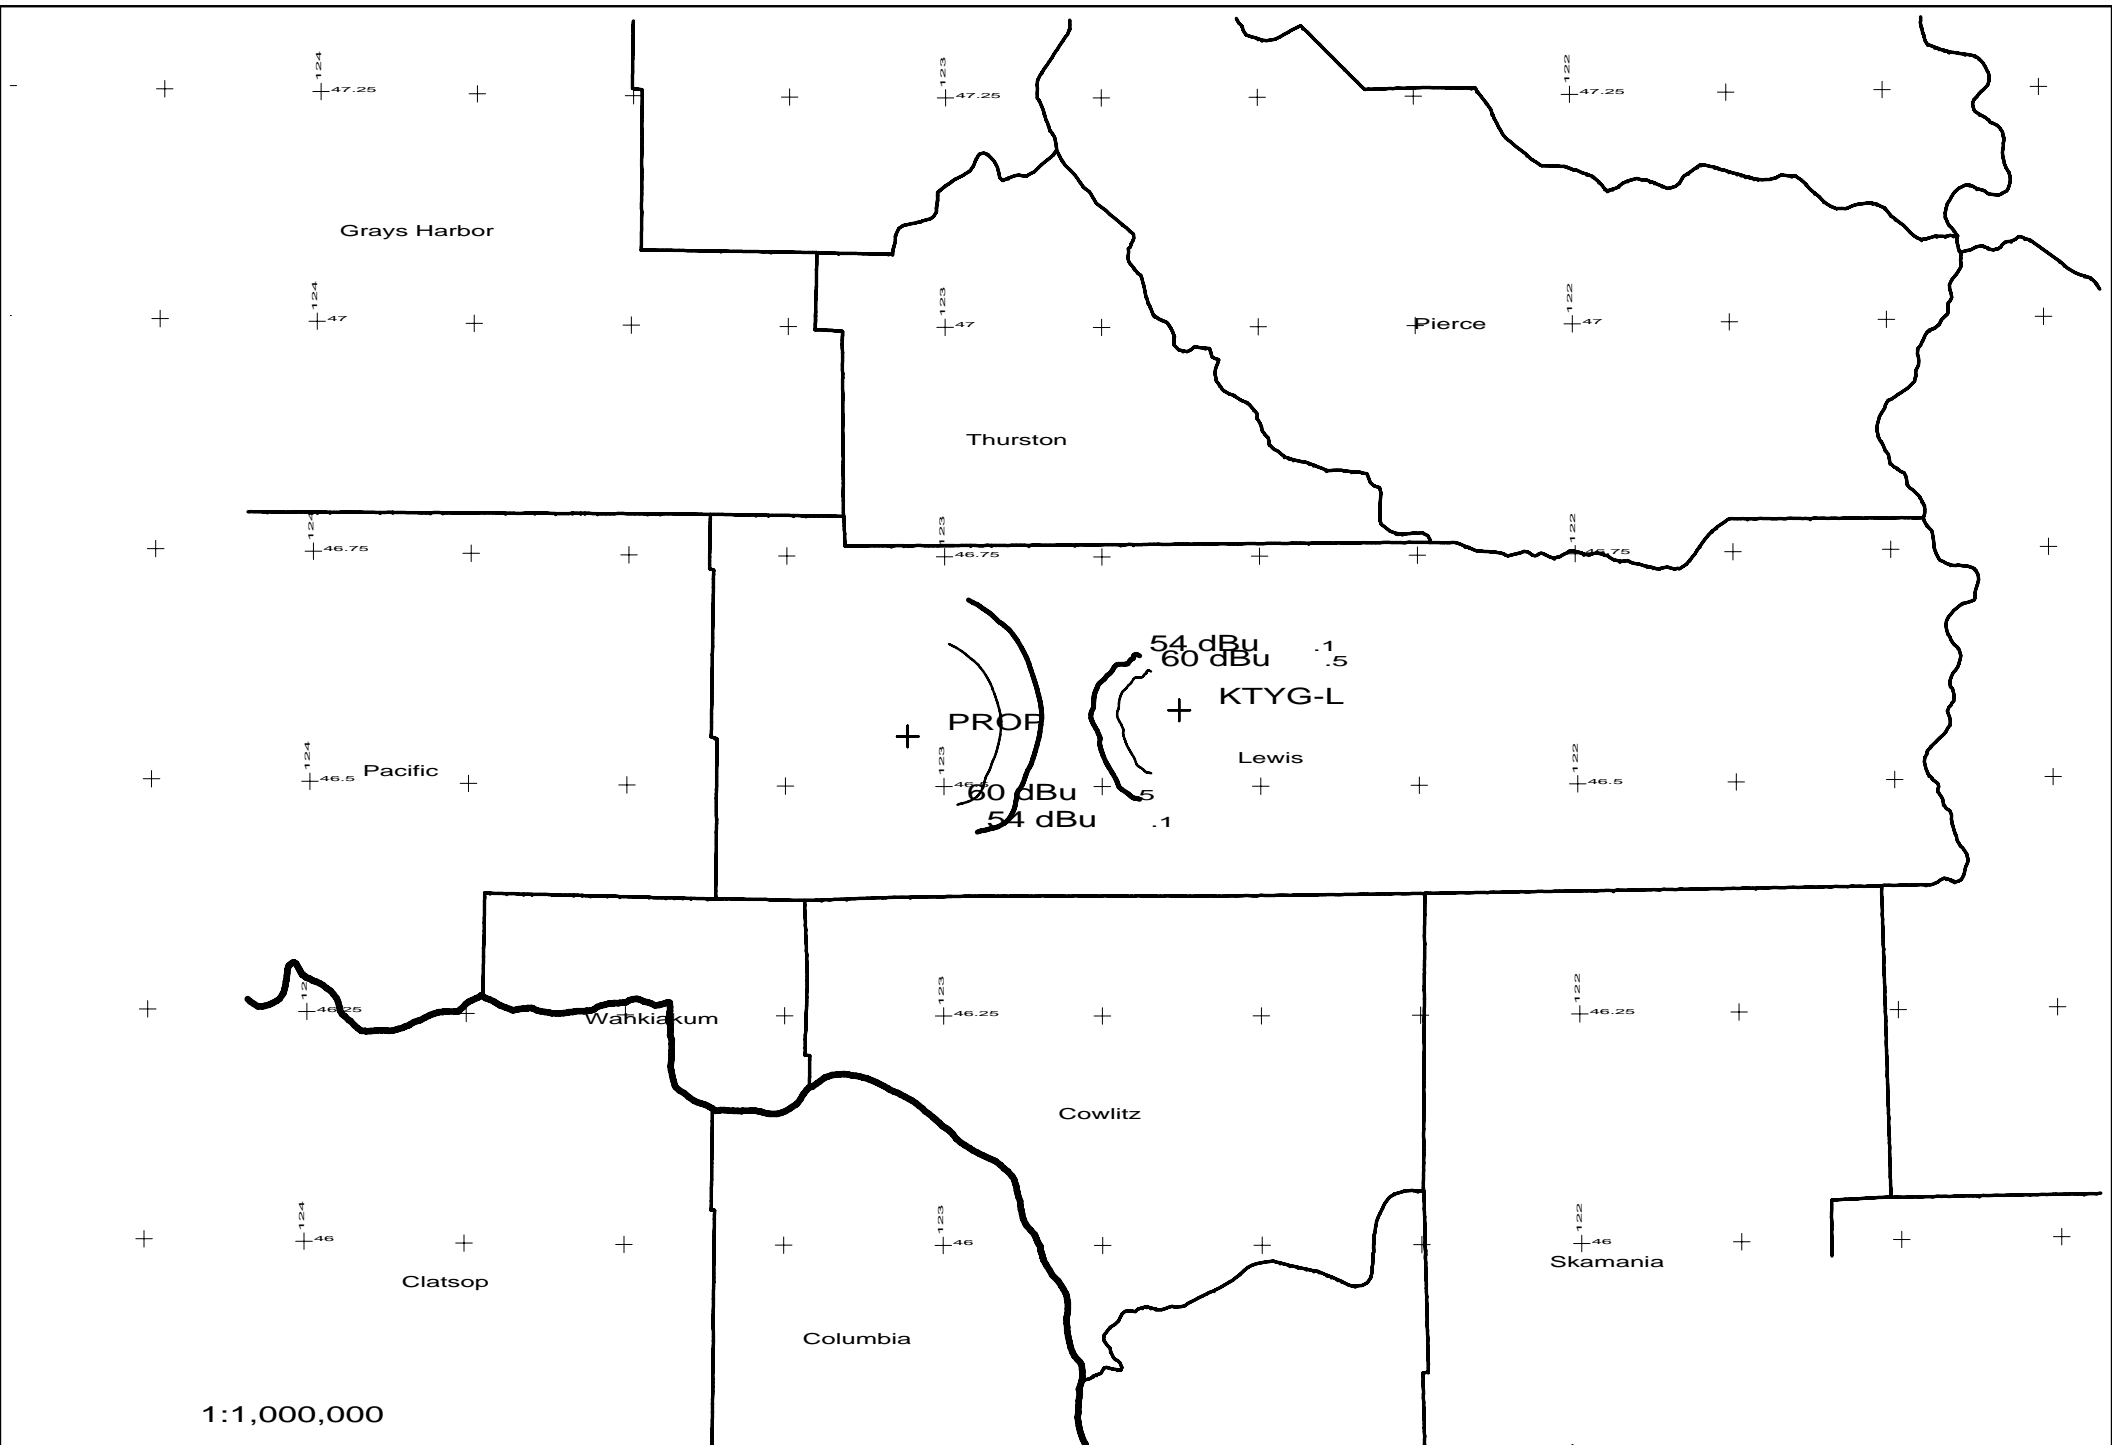 124 123 122
47.25 47.25 47.25
Grays Harbor
124 123 122
47 47 Pierce 47
Thurston
124 123 122
46.75 46.75 46.75
54 dBu .1
60 dBu .5
KTYG-L
PROP
124 123 Lewis 122
Pacific
46.5 46.5 46.5
60 dBu .5
54 dBu .1
123 122
46.25 46.25 46.25
Wahkiakum
Cowlitz
124 123 122
46 46 46
Skamania
Clatsop
Columbia
1:1,000,000